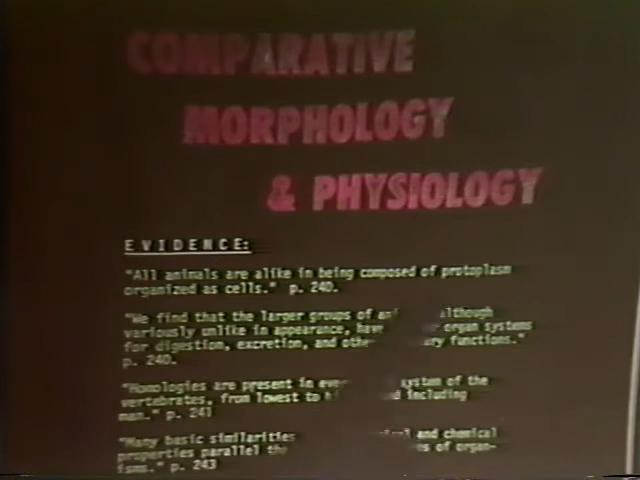 COMPARATIVE
MORPHOLOGY
& PHYSIOLOGY
EVIDENCE:
"All animals are alike in being composed of protoplasm
organized as cells." p. 240.
"We find that the larger groups of although
variously unlike in appearance, have organ systems
for digestion, excretion, and functions."
p. 240.
"Homologies are present in system of the
vertebrates, from lowest to including
man." p. 241
"Many basic similarities and chemical
properties parallel of organ-
isms." p. 243